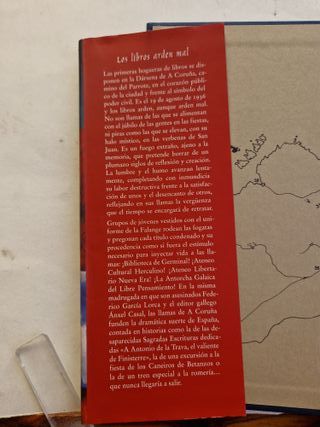 Los libros arden mal
Las primeras hogueras de libros se dis-
ponen en la Dársena de A Coruña, ca-
mino del Parrote, en el corazón públi-
co de la ciudad y frente al símbolo del
poder civil. Es el 19 de agosto de 1936
y los libros arden, aunque arden mal.
No son llamas de las que se alimentan
con el júbilo de las gentes en las fiestas,
ni piras como las que se elevan, con su
halo místico, en las verbenas de San
Juan. Es un fuego extraño, ajeno a la
memoria, que pretende borrar de un
plumazo siglos de reflexión y creación.
La lumbre y el humo avanzan lenta-
mente, completando con inmundicia
su labor destructiva frente a la satisfac-
ción de unos y el desencanto de otros,
reflejando en sus llamas la vergüenza
que el tiempo se encargará de retratar.
Grupos de jóvenes vestidos con el uni-
forme de la Falange rodean las fogatas
y pregonan cada título condenado y su
procedencia como si fuera el estímulo
necesario para inyectar vida a las lla-
mas: ¡Biblioteca de Germinal! ¡Ateneo
Cultural Herculino! ¡Ateneo Liberta-
rio Nueva Era! ¡La Antorcha Galaica
del Libre Pensamiento! En la misma
madrugada en que son asesinados Fede-
rico García Lorca y el editor gallego
Ánxel Casal, las llamas de A Coruña
funden la dramática suerte de España,
contada en historias como la de las de-
saparecidas Sagradas Escrituras dedica-
das «A Antonio de la Trava, el valiente
de Finisterre», la de una excursión a la
fiesta de los Caneiros de Betanzos o
la de un tren especial a la romería...
que nunca llegaría a salir.